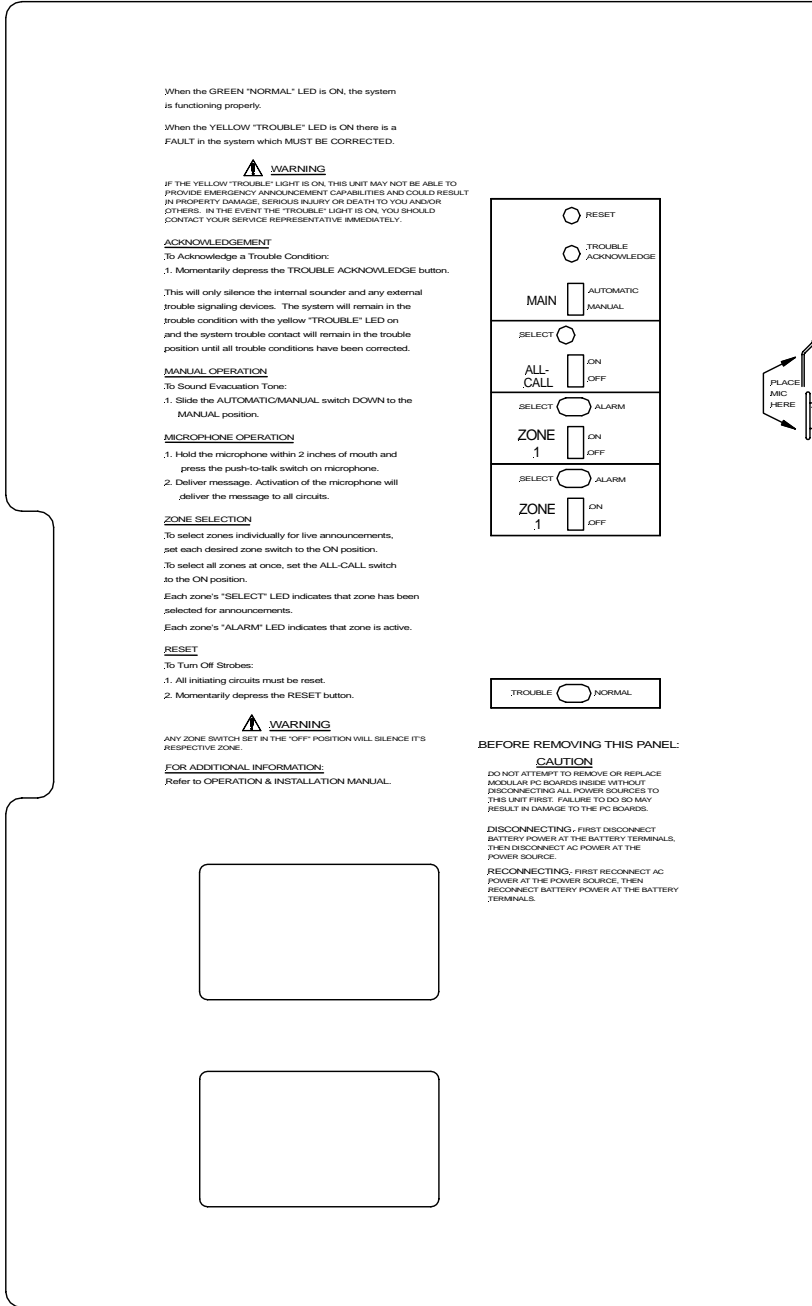 When the GREEN "NORMAL" LED is ON, the system
is functioning properly.
When the YELLOW "TROUBLE" LED is ON there is a
FAULT in the system which MUST BE CORRECTED.
WARNING
IF THE YELLOW "TROUBLE" LIGHT IS ON, THIS UNIT MAY NOT BE ABLE TO
PROVIDE EMERGENCY ANNOUNCEMENT CAPABILITIES AND COULD RESULT
IN PROPERTY DAMAGE, SERIOUS INJURY OR DEATH TO YOU AND/OR
OTHERS. IN THE EVENT THE "TROUBLE" LIGHT IS ON, YOU SHOULD
CONTACT YOUR SERVICE REPRESENTATIVE IMMEDIATELY.
ACKNOWLEDGEMENT
To Acknowledge a Trouble Condition:
1. Momentarily depress the TROUBLE ACKNOWLEDGE button.
This will only silence the internal sounder and any external
trouble signaling devices. The system will remain in the
trouble condition with the yellow "TROUBLE" LED on
and the system trouble contact will remain in the trouble
position until all trouble conditions have been corrected.
MANUAL OPERATION
To Sound Evacuation Tone:
1. Slide the AUTOMATIC/MANUAL switch DOWN to the
MANUAL position.
MICROPHONE OPERATION
1. Hold the microphone within 2 inches of mouth and
press the push-to-talk switch on microphone.
2. Deliver message. Activation of the microphone will
deliver the message to all circuits.
ZONE SELECTION
To select zones individually for live announcements,
set each desired zone switch to the ON position.
To select all zones at once, set the ALL-CALL switch
to the ON position.
Each zone's "SELECT" LED indicates that zone has been
selected for announcements.
Each zone's "ALARM" LED indicates that zone is active.
RESET
To Turn Off Strobes:
1. All initiating circuits must be reset.
2. Momentarily depress the RESET button.
WARNING
ANY ZONE SWITCH SET IN THE "OFF" POSITION WILL SILENCE IT'S
RESPECTIVE ZONE.
FOR ADDITIONAL INFORMATION:
Refer to OPERATION & INSTALLATION MANUAL.
RESET
TROUBLE
ACKNOWLEDGE
MAIN
AUTOMATIC
MANUAL
SELECT
ALL-
CALL
ON
OFF
SELECT ALARM
ZONE
1
ON
OFF
SELECT ALARM
ZONE
1
ON
OFF
TROUBLE NORMAL
BEFORE REMOVING THIS PANEL:
CAUTION
DO NOT ATTEMPT TO REMOVE OR REPLACE
MODULAR PC BOARDS INSIDE WITHOUT
DISCONNECTING ALL POWER SOURCES TO
THIS UNIT FIRST. FAILURE TO DO SO MAY
RESULT IN DAMAGE TO THE PC BOARDS.
DISCONNECTING - FIRST DISCONNECT
BATTERY POWER AT THE BATTERY TERMINALS,
THEN DISCONNECT AC POWER AT THE
POWER SOURCE.
RECONNECTING - FIRST RECONNECT AC
POWER AT THE POWER SOURCE, THEN
RECONNECT BATTERY POWER AT THE BATTERY
TERMINALS.
PLACE
MIC
HERE